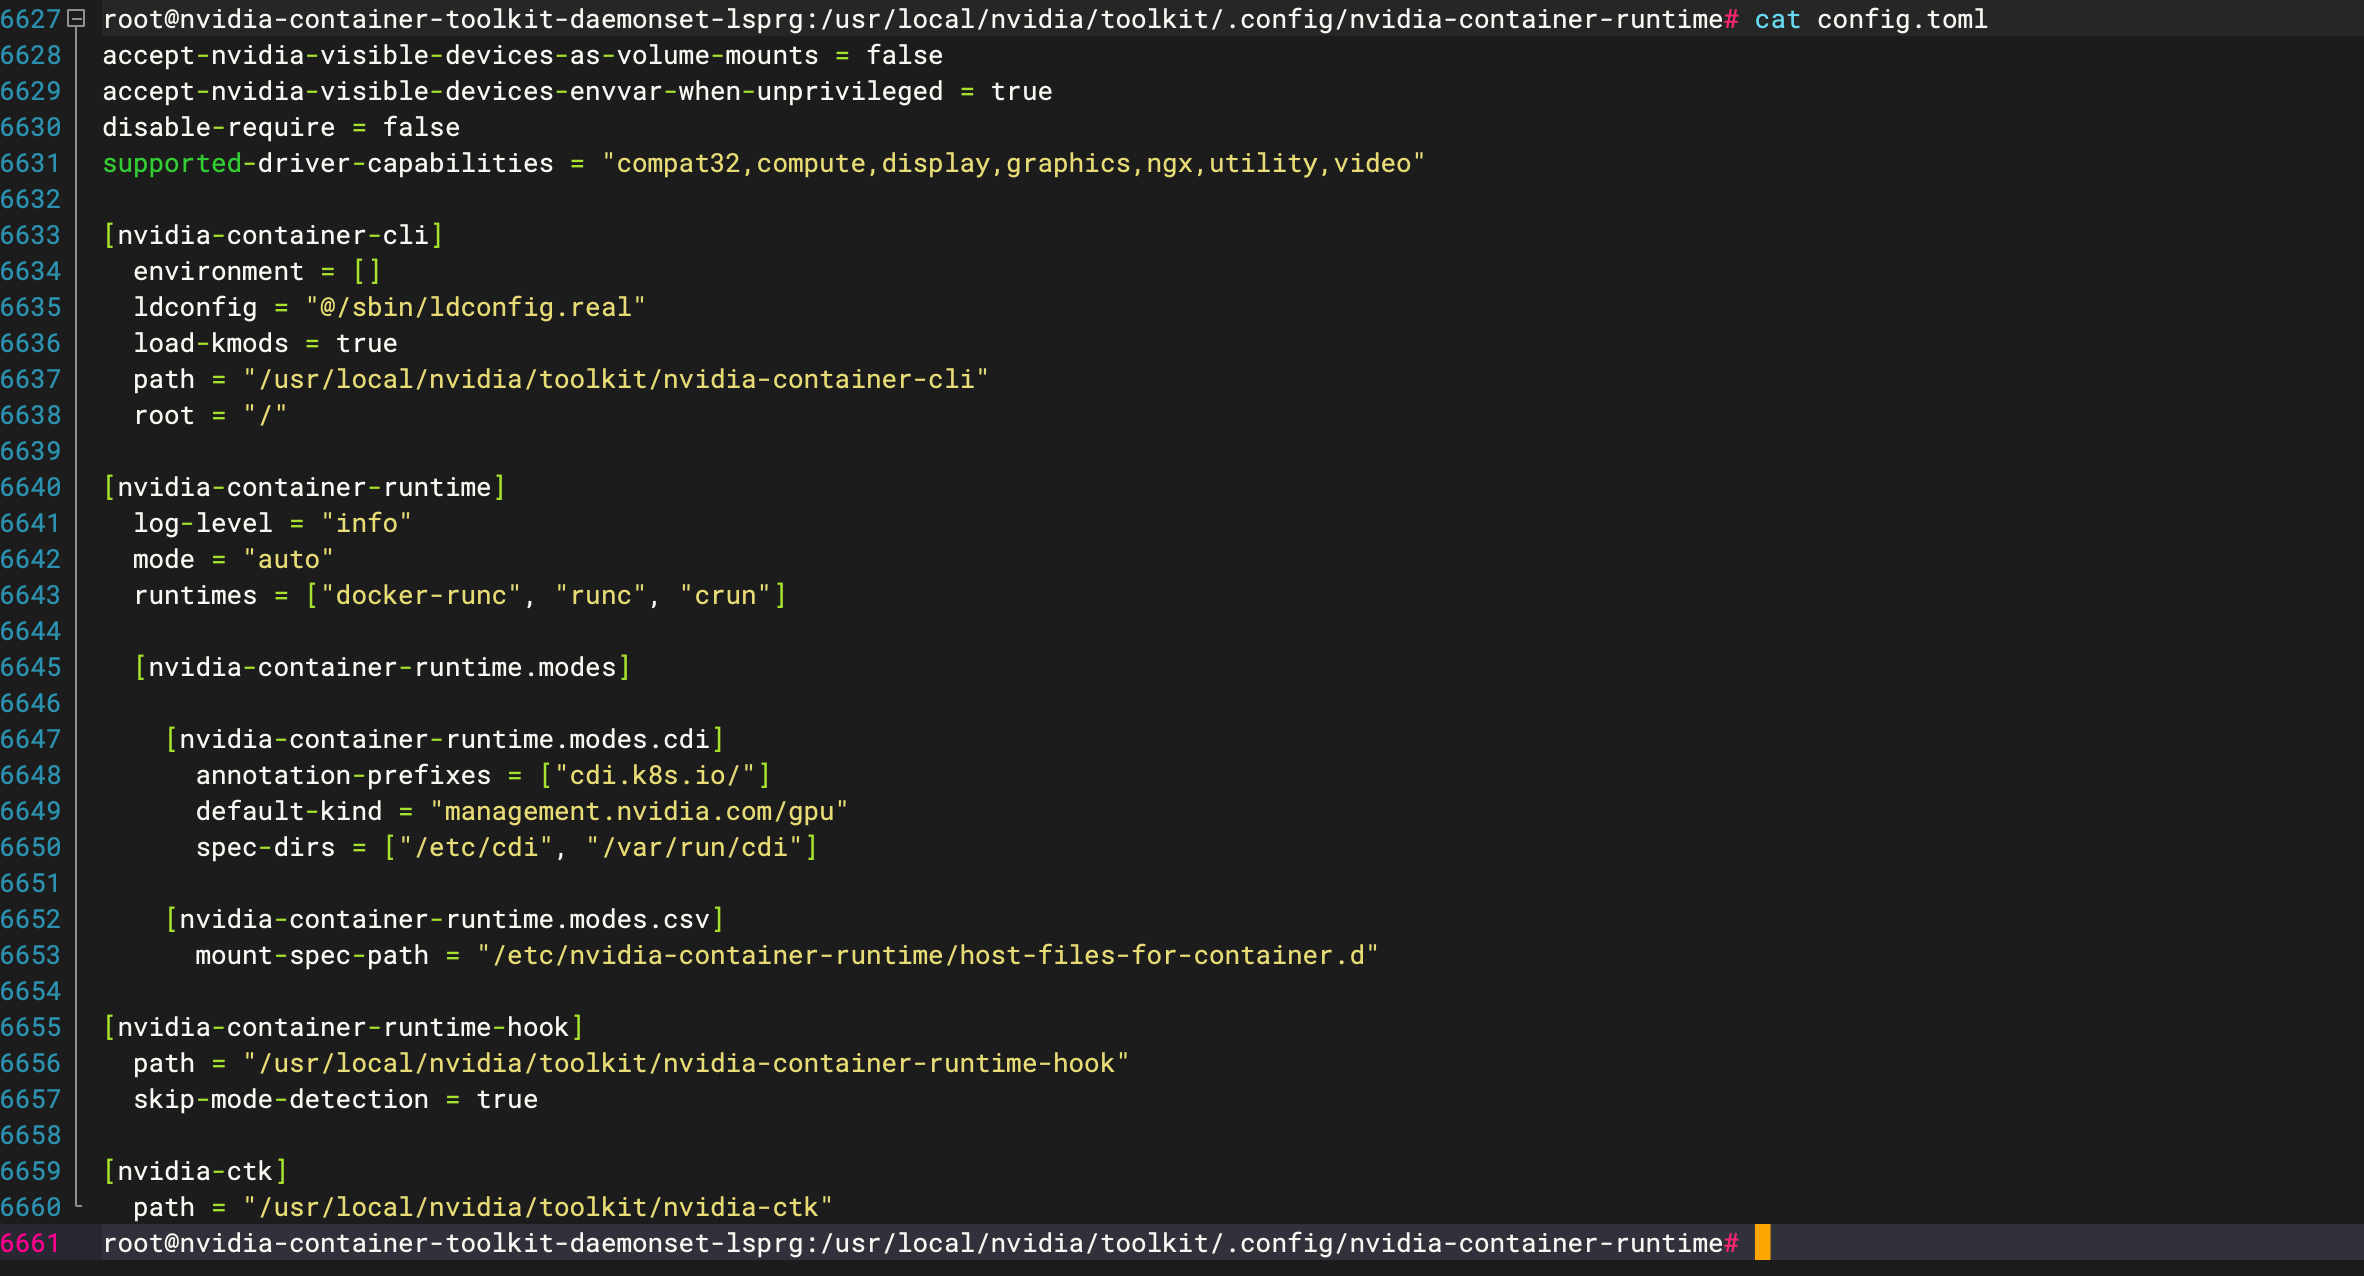 6627 root@nvidia-container-toolkit-daemonset-lsprg:/usr/local/nvidia/toolkit/.config/nvidia-container-runtime# cat config.toml
6628 accept-nvidia-visible-devices-as-volume-mounts = false
6629 accept-nvidia-visible-devices-envvar-when-unprivileged = true
6630 disable-require = false
6631 supported-driver-capabilities = "compat32,compute,display,graphics,ngx,utility,video"
6632
6633 [nvidia-container-cli]
6634   environment = []
6635   ldconfig = "@/sbin/ldconfig.real"
6636   load-kmods = true
6637   path = "/usr/local/nvidia/toolkit/nvidia-container-cli"
6638   root = "/"
6639
6640 [nvidia-container-runtime]
6641   log-level = "info"
6642   mode = "auto"
6643   runtimes = ["docker-runc", "runc", "crun"]
6644
6645   [nvidia-container-runtime.modes]
6646
6647     [nvidia-container-runtime.modes.cdi]
6648       annotation-prefixes = ["cdi.k8s.io/"]
6649       default-kind = "management.nvidia.com/gpu"
6650       spec-dirs = ["/etc/cdi", "/var/run/cdi"]
6651
6652     [nvidia-container-runtime.modes.csv]
6653       mount-spec-path = "/etc/nvidia-container-runtime/host-files-for-container.d"
6654
6655 [nvidia-container-runtime-hook]
6656   path = "/usr/local/nvidia/toolkit/nvidia-container-runtime-hook"
6657   skip-mode-detection = true
6658
6659 [nvidia-ctk]
6660   path = "/usr/local/nvidia/toolkit/nvidia-ctk"
6661 root@nvidia-container-toolkit-daemonset-lsprg:/usr/local/nvidia/toolkit/.config/nvidia-container-runtime#